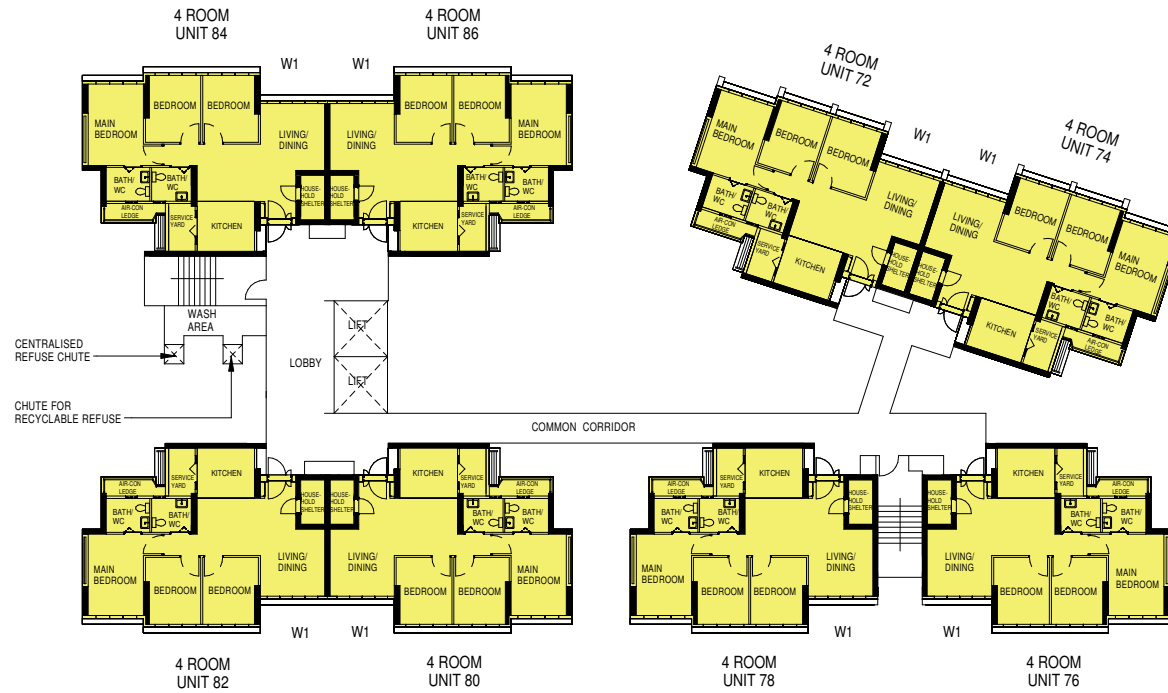 4 ROOM
UNIT 84
4 ROOM
UNIT 86
4 ROOM
UNIT 72
4 ROOM
UNIT 74
W1
W1
W1
W1
MAIN
BEDROOM
BEDROOM
BEDROOM
LIVING/
DINING
BATH/
WC
BATH/
WC
AIR-CON
LEDGE
SERVICE
YARD
KITCHEN
HOUSE-
HOLD
SHELTER
LIVING/
DINING
BEDROOM
BEDROOM
MAIN
BEDROOM
HOUSE-
HOLD
SHELTER
BATH/
WC
BATH/
WC
AIR-CON
LEDGE
KITCHEN
SERVICE
YARD
MAIN
BEDROOM
BEDROOM
BEDROOM
LIVING/
DINING
BATH/
WC
BATH/
WC
AIR-CON
LEDGE
SERVICE
YARD
KITCHEN
HOUSE-
HOLD
SHELTER
LIVING/
DINING
BEDROOM
BEDROOM
MAIN
BEDROOM
HOUSE-
HOLD
SHELTER
BATH/
WC
BATH/
WC
AIR-CON
LEDGE
KITCHEN
SERVICE
YARD
WASH
AREA
CENTRALISED
REFUSE CHUTE
CHUTE FOR
RECYCLABLE REFUSE
LOBBY
LIFT
LIFT
COMMON CORRIDOR
KITCHEN
SERVICE
YARD
AIR-CON
LEDGE
BATH/
WC
BATH/
WC
HOUSE-
HOLD
SHELTER
MAIN
BEDROOM
BEDROOM
BEDROOM
LIVING/
DINING
KITCHEN
SERVICE
YARD
AIR-CON
LEDGE
HOUSE-
HOLD
SHELTER
BATH/
WC
BATH/
WC
LIVING/
DINING
BEDROOM
BEDROOM
MAIN
BEDROOM
SERVICE
YARD
KITCHEN
AIR-CON
LEDGE
BATH/
WC
BATH/
WC
HOUSE-
HOLD
SHELTER
MAIN
BEDROOM
BEDROOM
BEDROOM
LIVING/
DINING
KITCHEN
SERVICE
YARD
AIR-CON
LEDGE
HOUSE-
HOLD
SHELTER
BATH/
WC
BATH/
WC
LIVING/
DINING
BEDROOM
BEDROOM
MAIN
BEDROOM
W1
W1
W1
W1
4 ROOM
UNIT 82
4 ROOM
UNIT 80
4 ROOM
UNIT 78
4 ROOM
UNIT 76